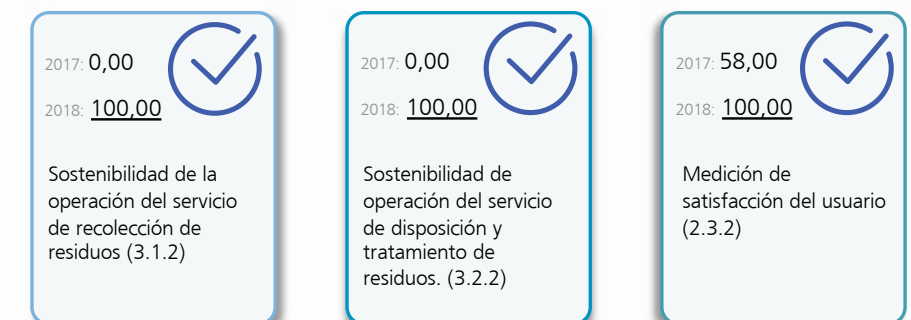 2017: 0,00
2018: 100,00
Sostenibilidad de la
operación del servicio
de recolección de
residuos (3.1.2)
2017: 0,00
2018: 100,00
Sostenibilidad de
operación del servicio
de disposición y
tratamiento de
residuos. (3.2.2)
2017: 58,00
2018: 100,00
Medición de
satisfacción del usuario
(2.3.2)